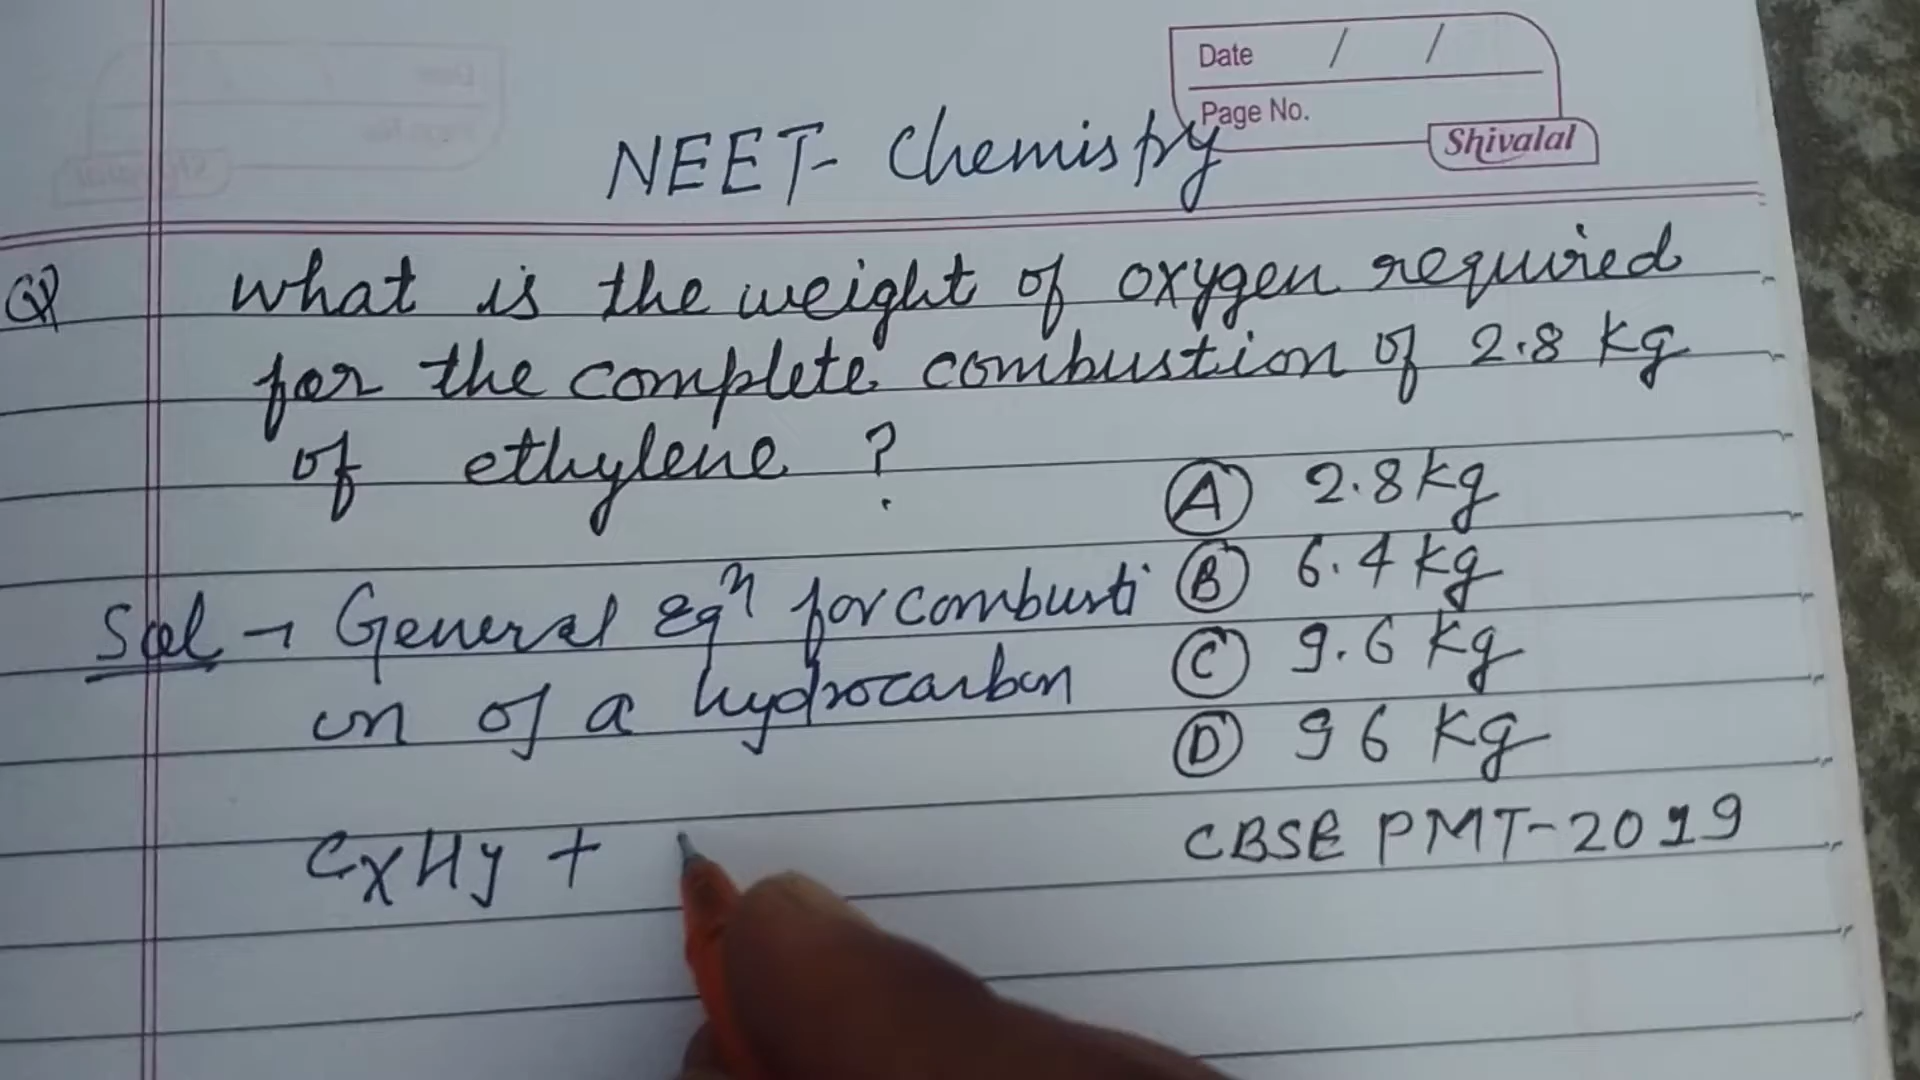 Date / /
Page No.
Shivalal
NEET- Chemistry
Q what is the weight of oxygen required
for the complete combustion of 2.8 kg
of ethylene ?
A 2.8 kg
B 6.4 kg
C 9.6 kg
D 96 kg
Sol → General Eqⁿ for combusti
on of a hydrocarbon
CxHy +
CBSE PMT-2019